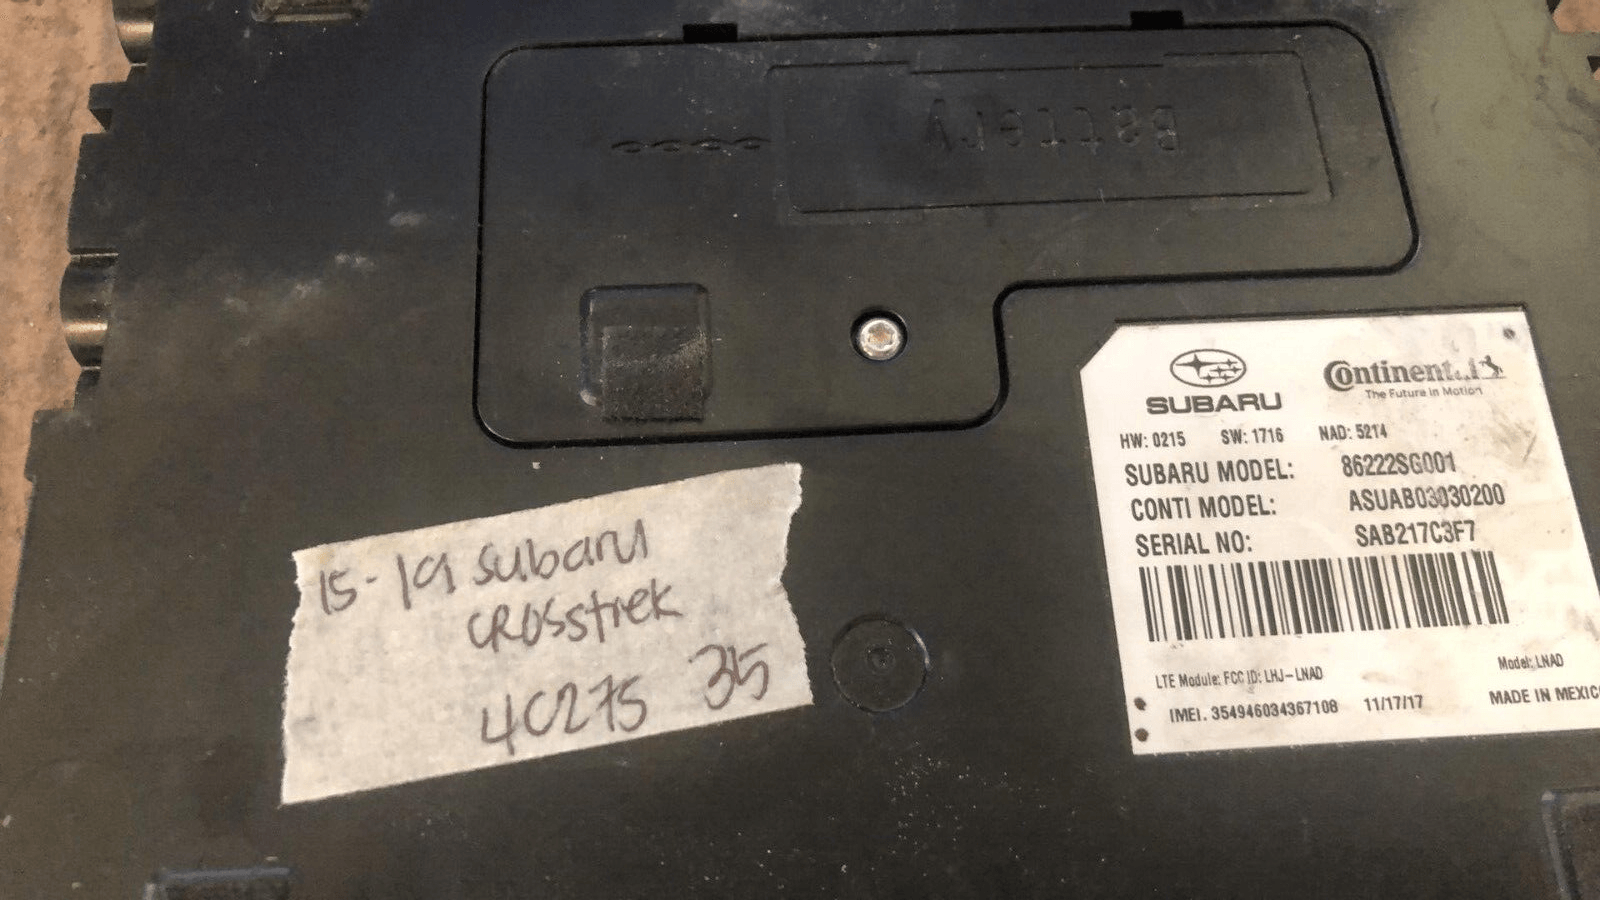 Battery
SUBARU Continental
The Future in Motion
HW: 0215 SW: 1716 NAD: 5214
SUBARU MODEL: 86222SG001
CONTI MODEL: ASUAB03030200
SERIAL NO: SAB217C3F7
LTE Module: FCC ID: LHJ-LNAD Model: LNAD
IMEI. 354946034367108 11/17/17 MADE IN MEXICO
15-19 subaru
crosstrek
40275 35